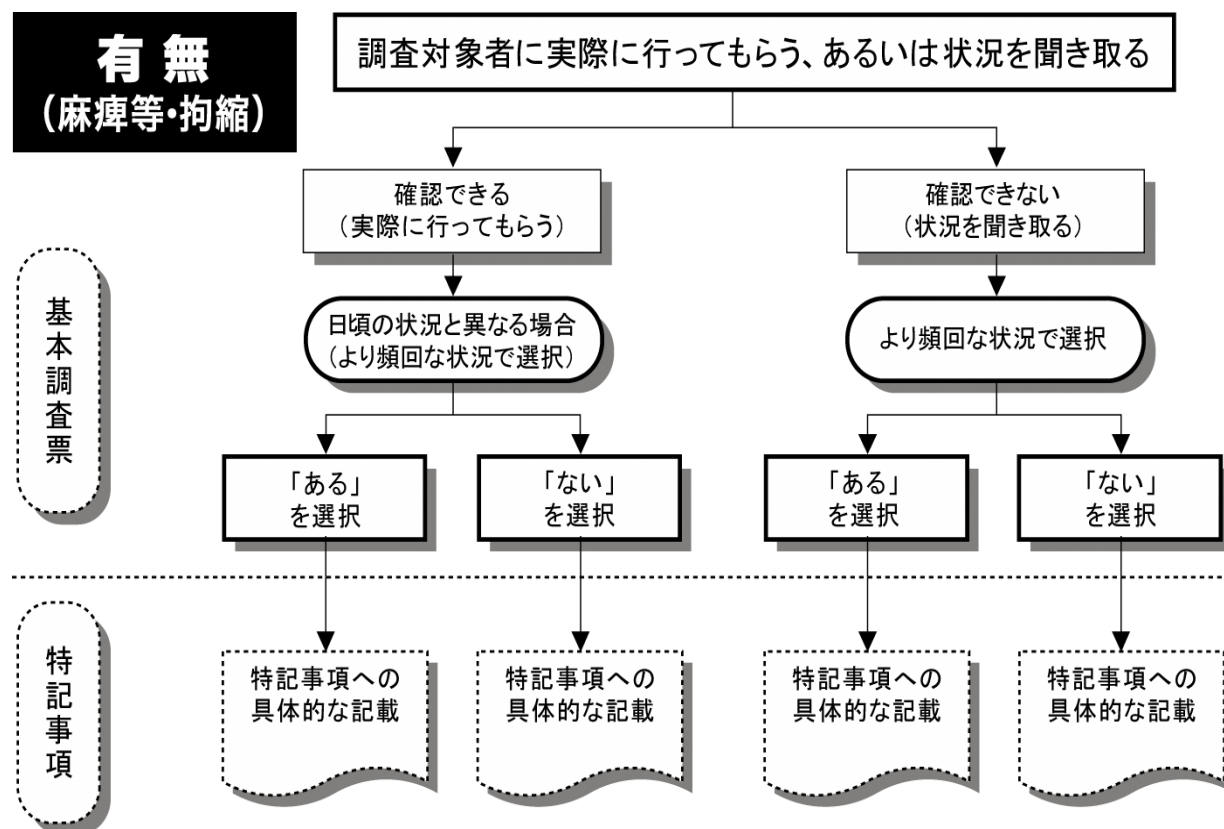 有無
（麻痺等・拘縮）
調査対象者に実際に行ってもらう、あるいは状況を聞き取る
確認できる
（実際に行ってもらう）
確認できない
（状況を聞き取る）
基本調査票
日頃の状況と異なる場合
（より頻回な状況で選択）
より頻回な状況で選択
「ある」
を選択
「ない」
を選択
「ある」
を選択
「ない」
を選択
特記事項
特記事項への
具体的な記載
特記事項への
具体的な記載
特記事項への
具体的な記載
特記事項への
具体的な記載